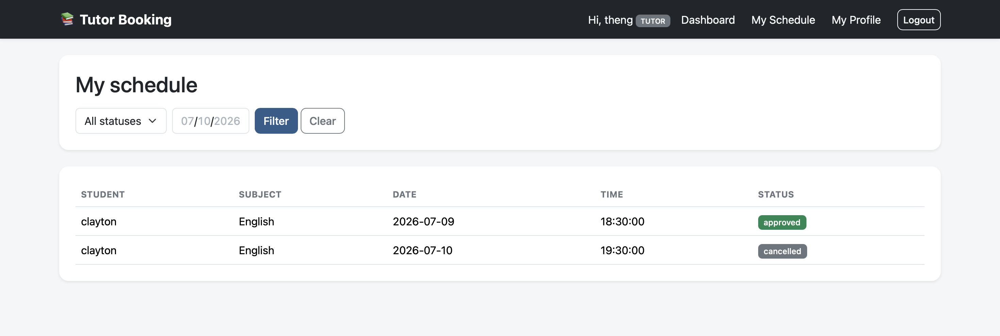 Tutor Booking Hi, theng TUTOR Dashboard My Schedule My Profile Logout
My schedule
All statuses 07/10/2026 Filter Clear
STUDENT SUBJECT DATE TIME STATUS
clayton English 2026-07-09 18:30:00 approved
clayton English 2026-07-10 19:30:00 cancelled